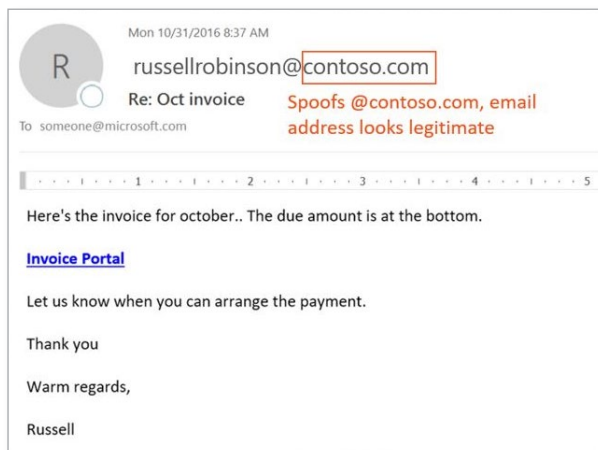 Mon 10/31/2016 8:37 AM
R
russellrobinson@contoso.com
Re: Oct invoice
Spoofs @contoso.com, email
address looks legitimate
To someone@microsoft.com
1 2 3 4 5
Here's the invoice for october.. The due amount is at the bottom.
Invoice Portal
Let us know when you can arrange the payment.
Thank you
Warm regards,
Russell